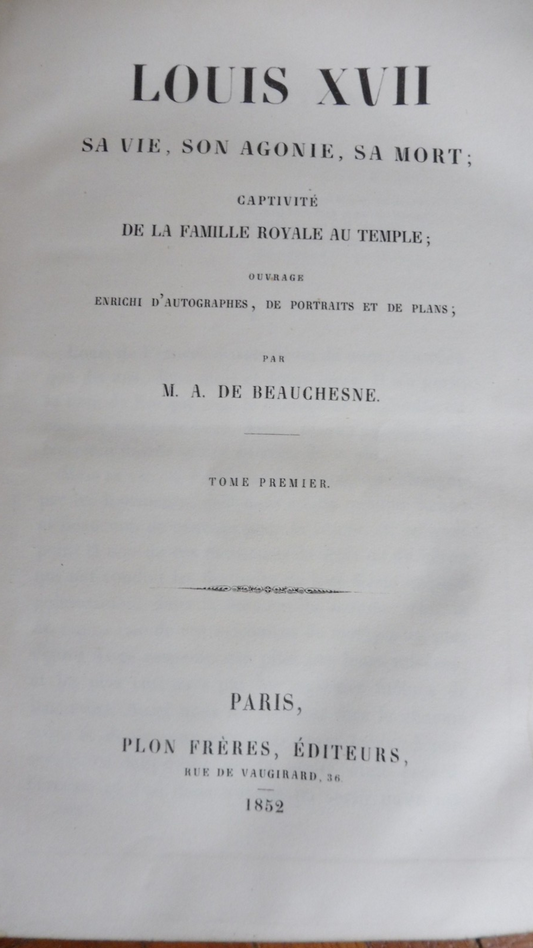 LOUIS XVII
SA VIE, SON AGONIE, SA MORT;
CAPTIVITÉ
DE LA FAMILLE ROYALE AU TEMPLE;
OUVRAGE
ENRICHI D'AUTOGRAPHES, DE PORTRAITS ET DE PLANS;
PAR
M. A. DE BEAUCHESNE.
TOME PREMIER.
PARIS,
PLON FRÈRES, ÉDITEURS,
RUE DE VAUGIRARD, 36
1852